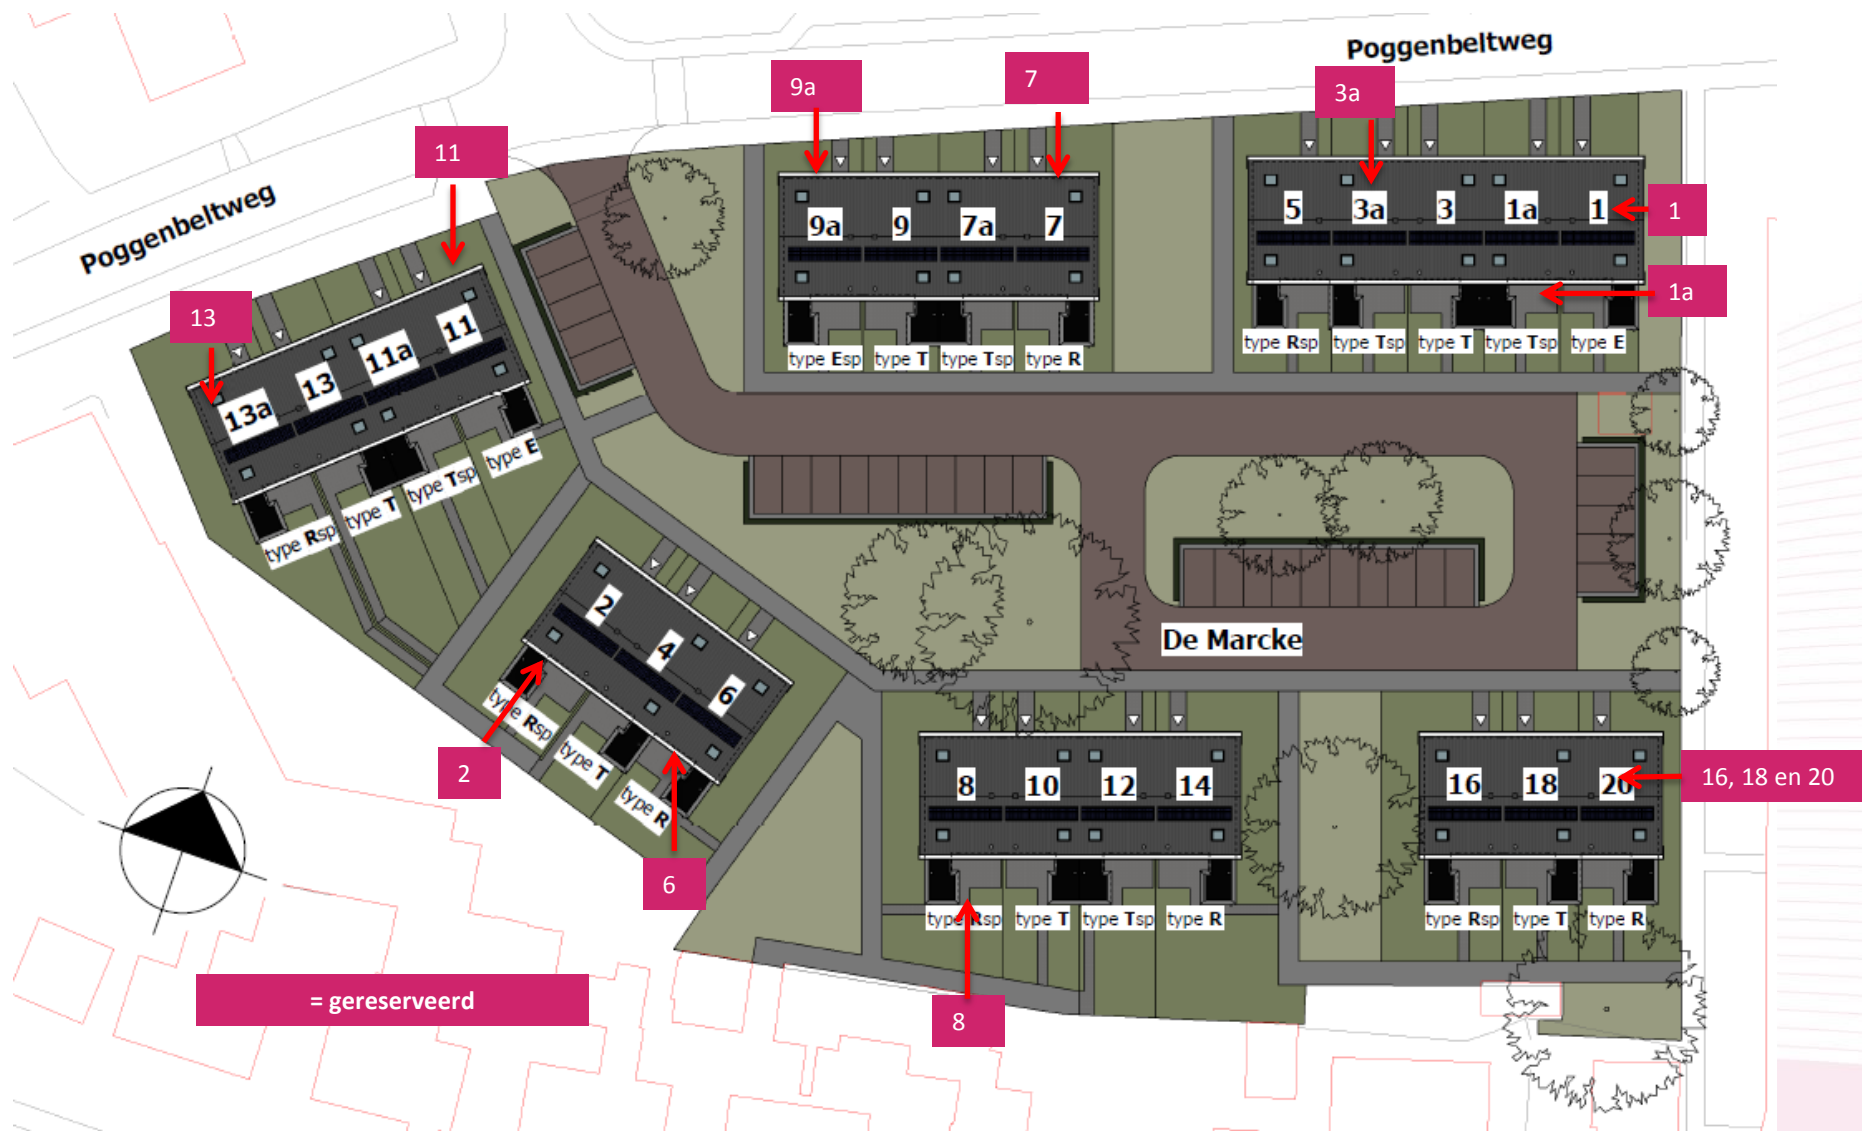 Poggenbeltweg
9a
7
3a
11
Poggenbeltweg
9a
9
7a
7
5
3a
3
1a
1
1
1a
type Esp
type T
type Tsp
type R
type Rsp
type Tsp
type T
type Tsp
type E
13
13a
13
11a
11
type Rsp
type T
type Tsp
type E
2
4
6
type Rsp
type T
type R
2
6
De Marcke
8
10
12
14
16
18
20
16, 18 en 20
type Rsp
type T
type Tsp
type R
type Rsp
type T
type R
8
= gereserveerd